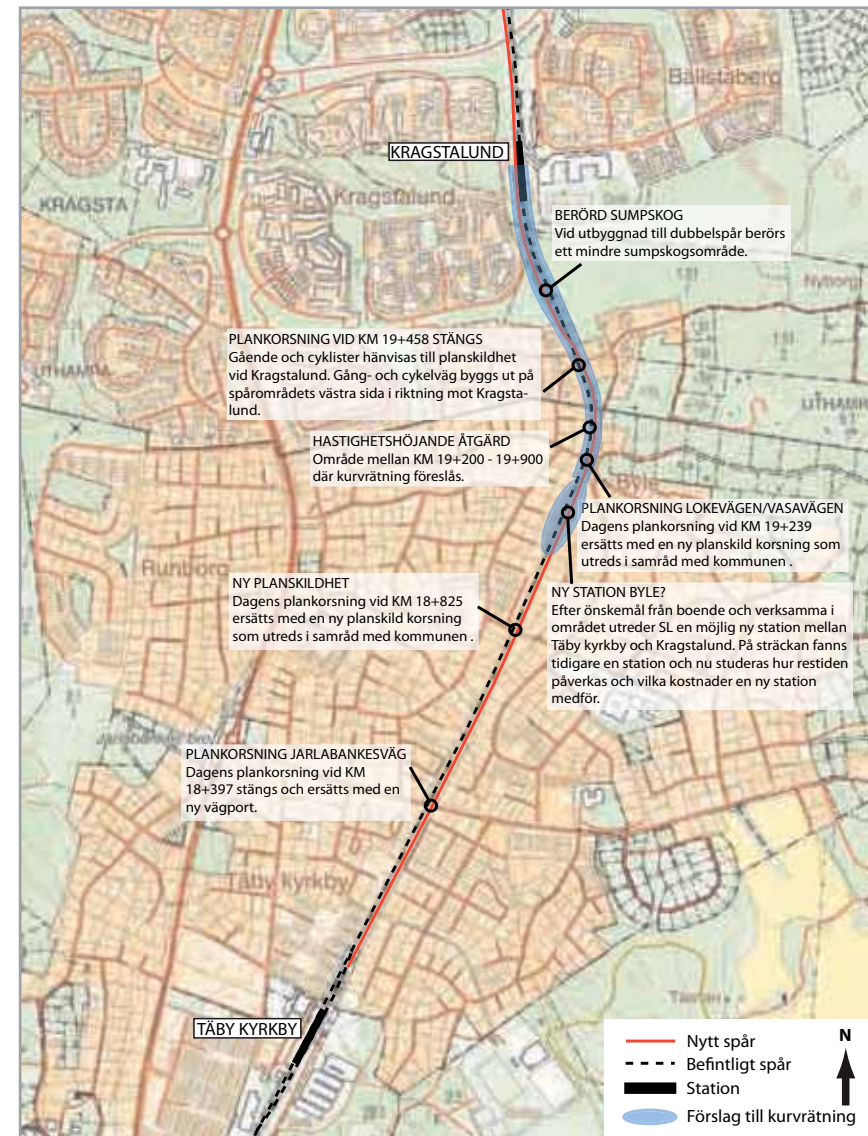 Bällstaberg
KRAGSTALUND
Kragstalund
KRAGSTA
BERÖRD SUMPSKOG
Vid utbyggnad till dubbelspår berörs
ett mindre sumpskogsområde.
PLANKORSNING VID KM 19+458 STÄNGS
Gående och cyklister hänvisas till planskildhet
vid Kragstalund. Gång- och cykelväg byggs ut på
spårområdets västra sida i riktning mot Kragsta-
lund.
HASTIGHETSHÖJANDE ÅTGÄRD
Område mellan KM 19+200 - 19+900
där kurvrätning föreslås.
Byle
PLANKORSNING LOKEVÄGEN/VASAVÄGEN
Dagens plankorsning vid KM 19+239
ersätts med en ny planskild korsning som
utreds i samråd med kommunen .
Runborg
NY PLANSKILDHET
Dagens plankorsning vid KM 18+825
ersätts med en ny planskild korsning
som utreds i samråd med kommunen .
NY STATION BYLE?
Efter önskemål från boende och verksamma i
området utreder SL en möjlig ny station mellan
Täby kyrkby och Kragstalund. På sträckan fanns
tidigare en station och nu studeras hur restiden
påverkas och vilka kostnader en ny station
medför.
PLANKORSNING JARLABANKESVÄG
Dagens plankorsning vid KM
18+397 stängs och ersätts med en
ny vägport.
Täby kyrkby
TÄBY KYRKBY
Nytt spår
Befintligt spår
Station
Förslag till kurvrätning
N